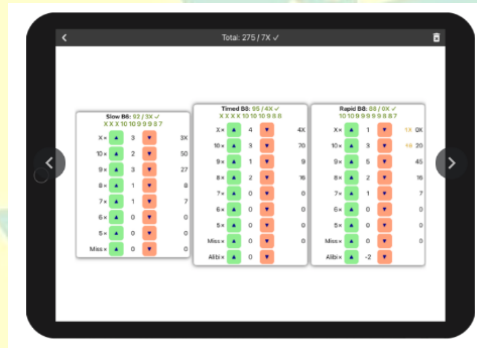 Total: 275 / 7X ✓
Slow B6: 92 / 3X ✓
X X X 10 10 9 9 9 8 7
X= ▲ 3 ▼ 3X
10= ▲ 2 ▼ 50
9= ▲ 3 ▼ 27
8= ▲ 1 ▼ 8
7= ▲ 1 ▼ 7
6= ▲ 0 ▼ 0
5= ▲ 0 ▼ 0
Miss= ▲ 0 ▼ 0
Timed B8: 95 / 4X ✓
X X X X 10 10 10 9 8 8
X= ▲ 4 ▼ 4X
10= ▲ 3 ▼ 70
9= ▲ 1 ▼ 9
8= ▲ 2 ▼ 16
7= ▲ 0 ▼ 0
6= ▲ 0 ▼ 0
5= ▲ 0 ▼ 0
Miss= ▲ 0 ▼ 0
Alibi= ▲ 0 ▼
Rapid B8: 88 / 0X ✓
10 10 9 9 9 9 9 8 8 7
X= ▲ 1 ▼ 1X 0X
10= ▲ 3 ▼ 20
9= ▲ 5 ▼ 45
8= ▲ 2 ▼ 16
7= ▲ 1 ▼ 7
6= ▲ 0 ▼ 0
5= ▲ 0 ▼ 0
Miss= ▲ 0 ▼ 0
Alibi= ▲ -2 ▼